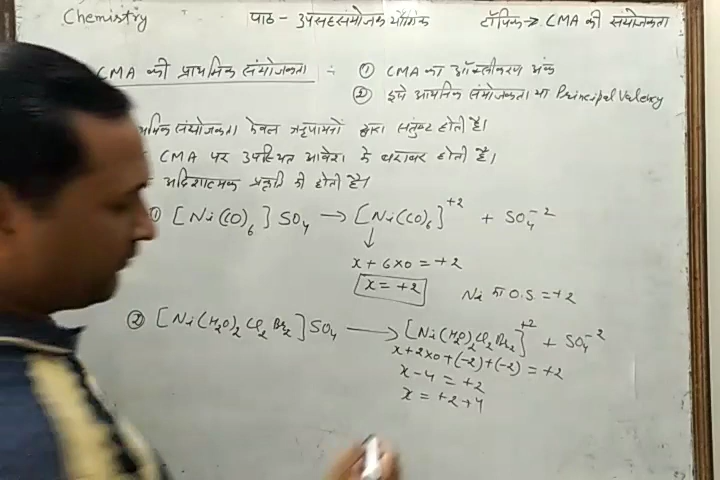 Chemistry पाठ - उपसहसंयोजक यौगिक टॉपिक → CMA की संयोजकता
CMA की प्राथमिक संयोजकता :- ① CMA का ऑक्सीकरण अंक
② इसे आयनिक संयोजकता या Principal Valency
संयोजकता केवल ऋणायनों द्वारा संतुष्ट होती है।
CMA पर उपस्थित आवेश के बराबर होती है।
अदिशात्मक प्रकृति की होती है।
① [Ni(CO)6]SO4 → [Ni(CO)6]+2 + SO4-2
↓
x + 6×0 = +2
x = +2 Ni का O.S = +2
② [Ni(H2O)2Cl2Br2]SO4 → [Ni(H2O)2Cl2Br2]+2 + SO4-2
x + 2×0 + (-2) + (-2) = +2
x - 4 = +2
x = +2 + 4